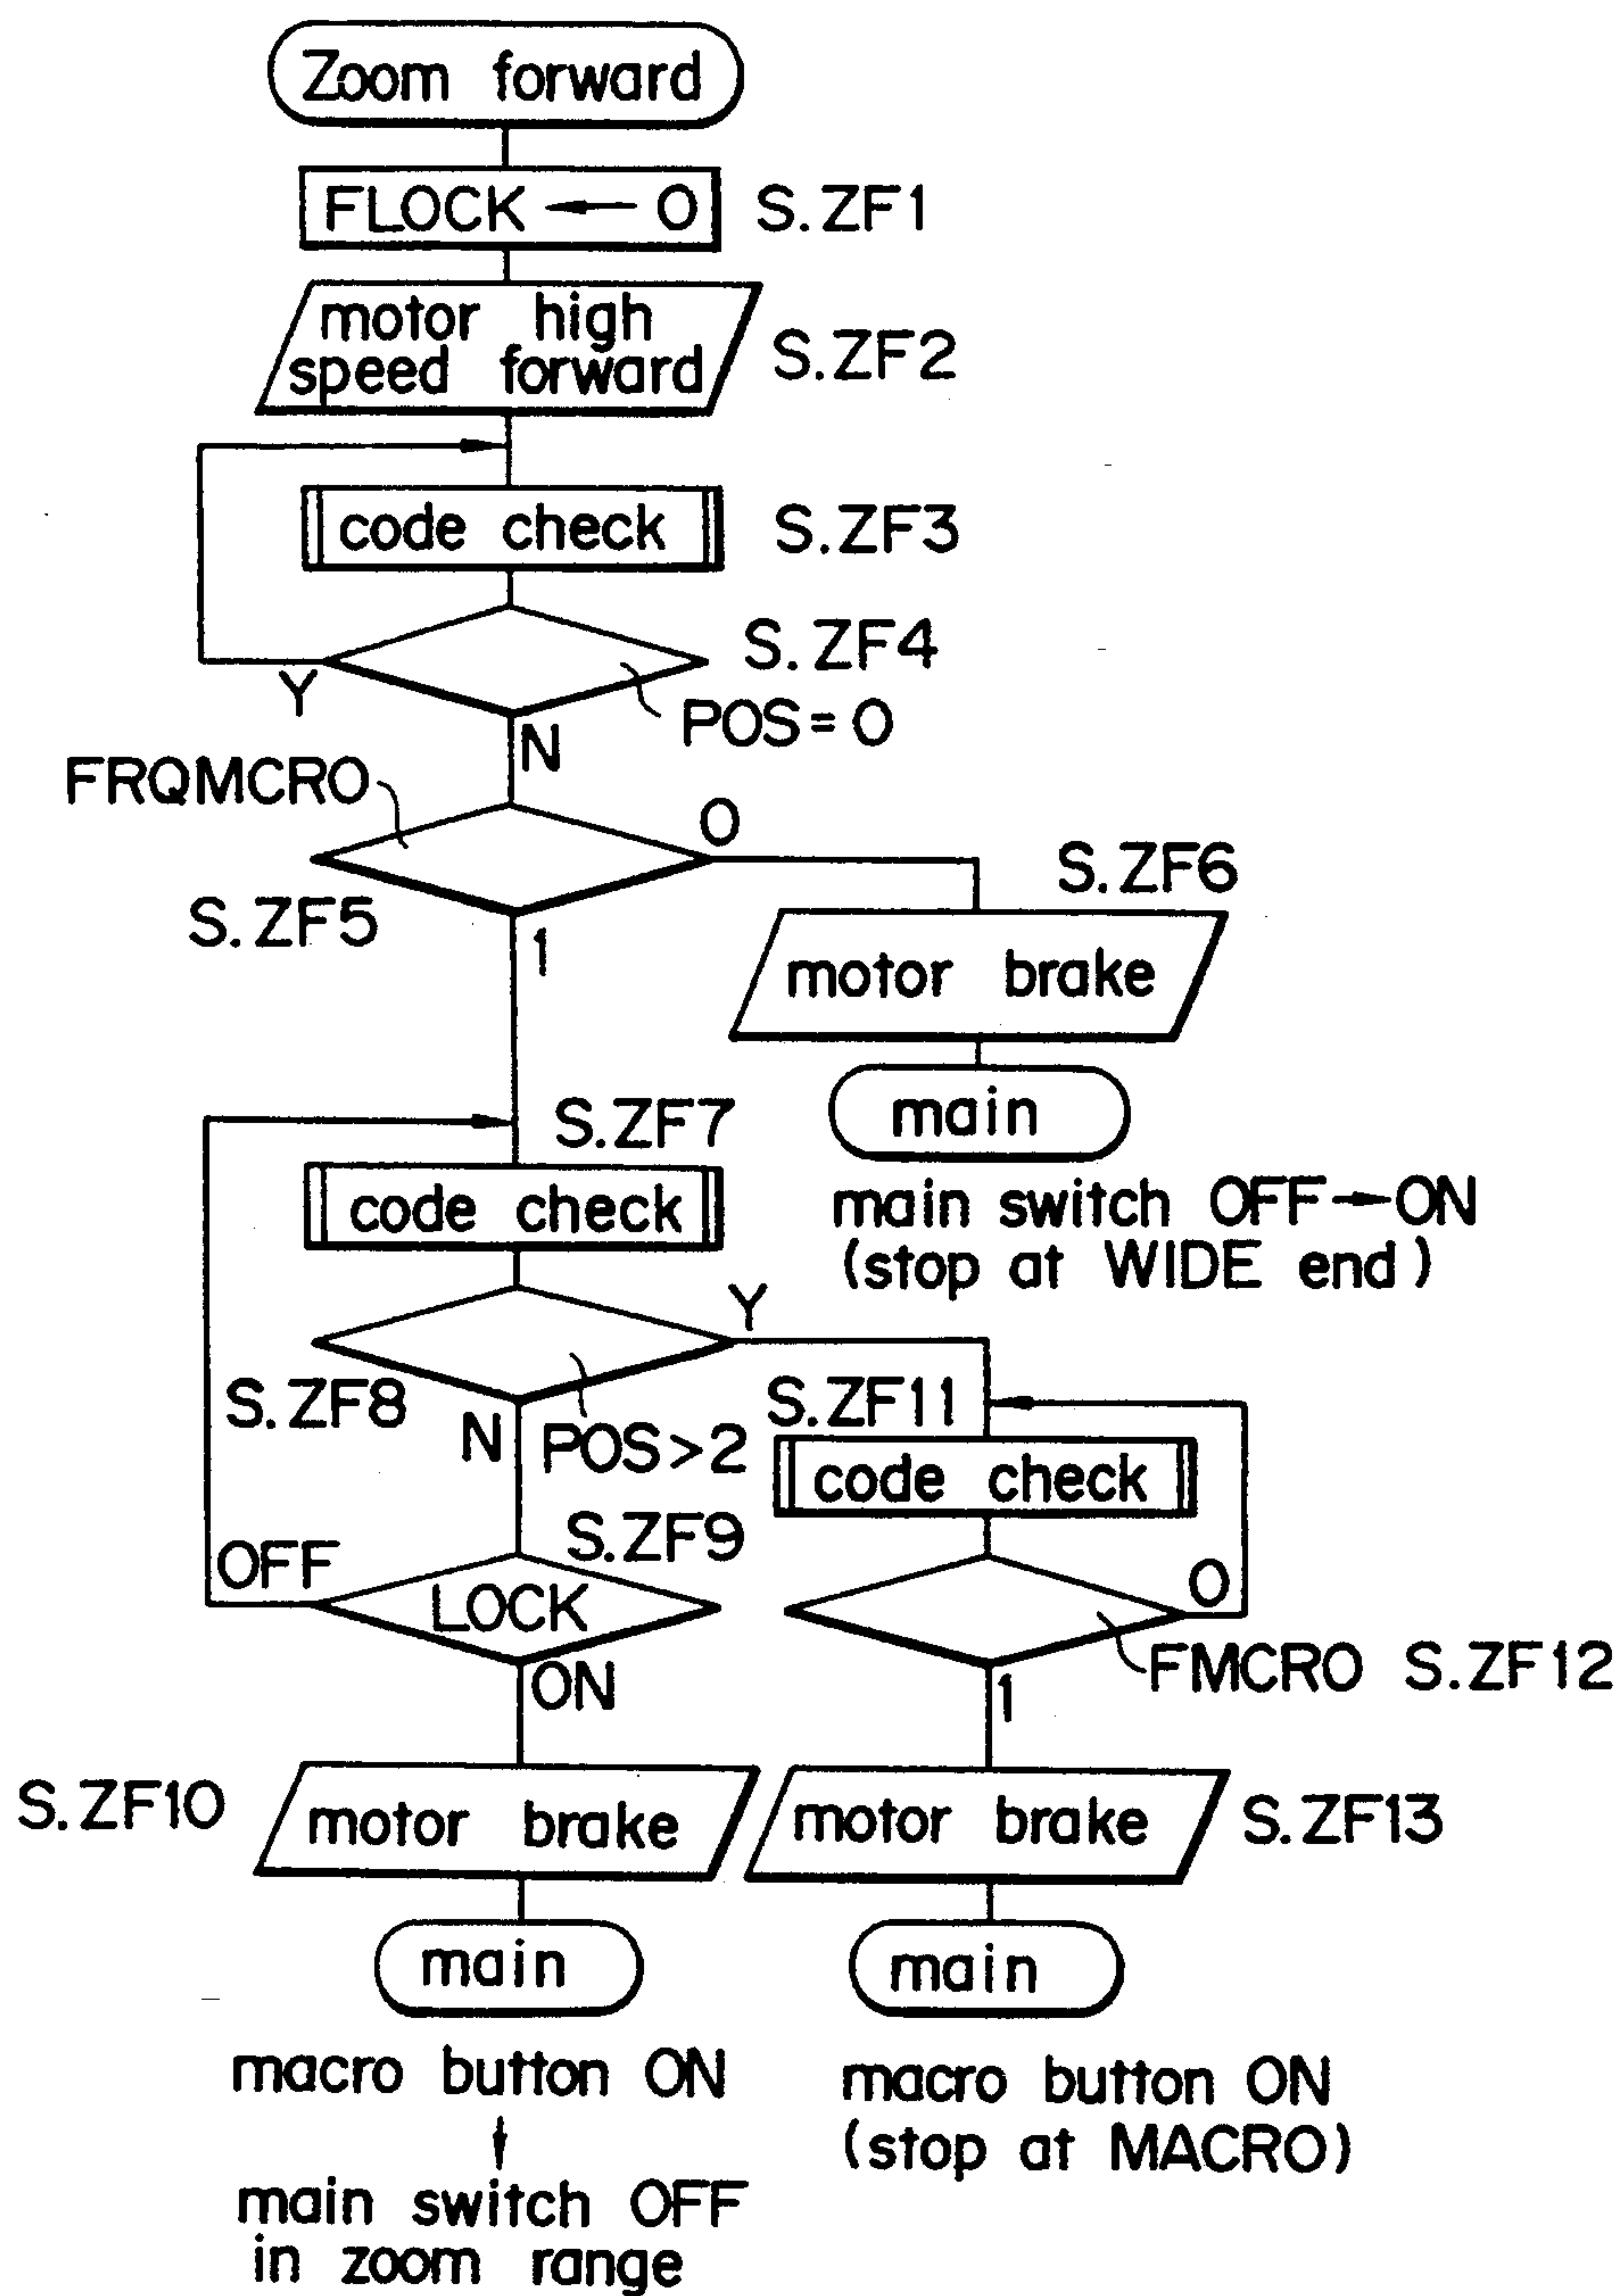 Zoom forward
FLOCK ← 0
S.ZF1
motor high
speed forward
S.ZF2
code check
S.ZF3
S.ZF4
Y
POS=0
N
FRQMCRO
0
S.ZF5
1
S.ZF6
motor brake
main
main switch OFF→ON
(stop at WIDE end)
S.ZF7
code check
Y
S.ZF8
N
POS>2
S.ZF11
code check
S.ZF9
OFF
LOCK
ON
0
FMCRO
S.ZF12
1
S.ZF10
motor brake
motor brake
S.ZF13
main
main
macro button ON
↓
main switch OFF
in zoom range
macro button ON
(stop at MACRO)